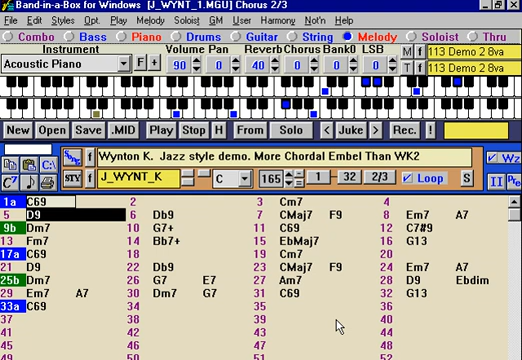 Band-in-a-Box for Windows [J_WYNT_1.MGU] Chorus 2/3
File Edit Styles Opt. Play Melody Soloist GM User Harmony Not'n Help
Combo Bass Piano Drums Guitar String Melody Soloist Thru
Instrument Volume Pan Reverb Chorus Bank0 LSB
Acoustic Piano F + 90 0 40 0 0 0 M f 113 Demo 2 8va
T f 113 Demo 2 8va
New Open Save .MID Play Stop H From Solo < Juke > Rec. !
C:\ SONG f Wynton K. Jazz style demo. More Chordal Embel Than WK2 Wz
C7 STY f J_WYNT_K C 165 1 32 2/3 Loop S II pre
1a C69 2 3 Cm7 4
5 D9 6 Db9 7 CMaj7 F9 8 Em7 A7
9b Dm7 10 G7+ 11 C69 12 C7#9
13 Fm7 14 Bb7+ 15 EbMaj7 16 G13
17a C69 18 19 Cm7 20
21 D9 22 Db9 23 CMaj7 F9 24 Em7 A7
25b Dm7 26 G7 E7 27 Am7 28 D9 Ebdim
29 Em7 A7 30 Dm7 G7 31 C69 32 G13
33a C69 34 35 36
37 38 39 40
41 42 43 44
45 46 47 48
49 50 51 52